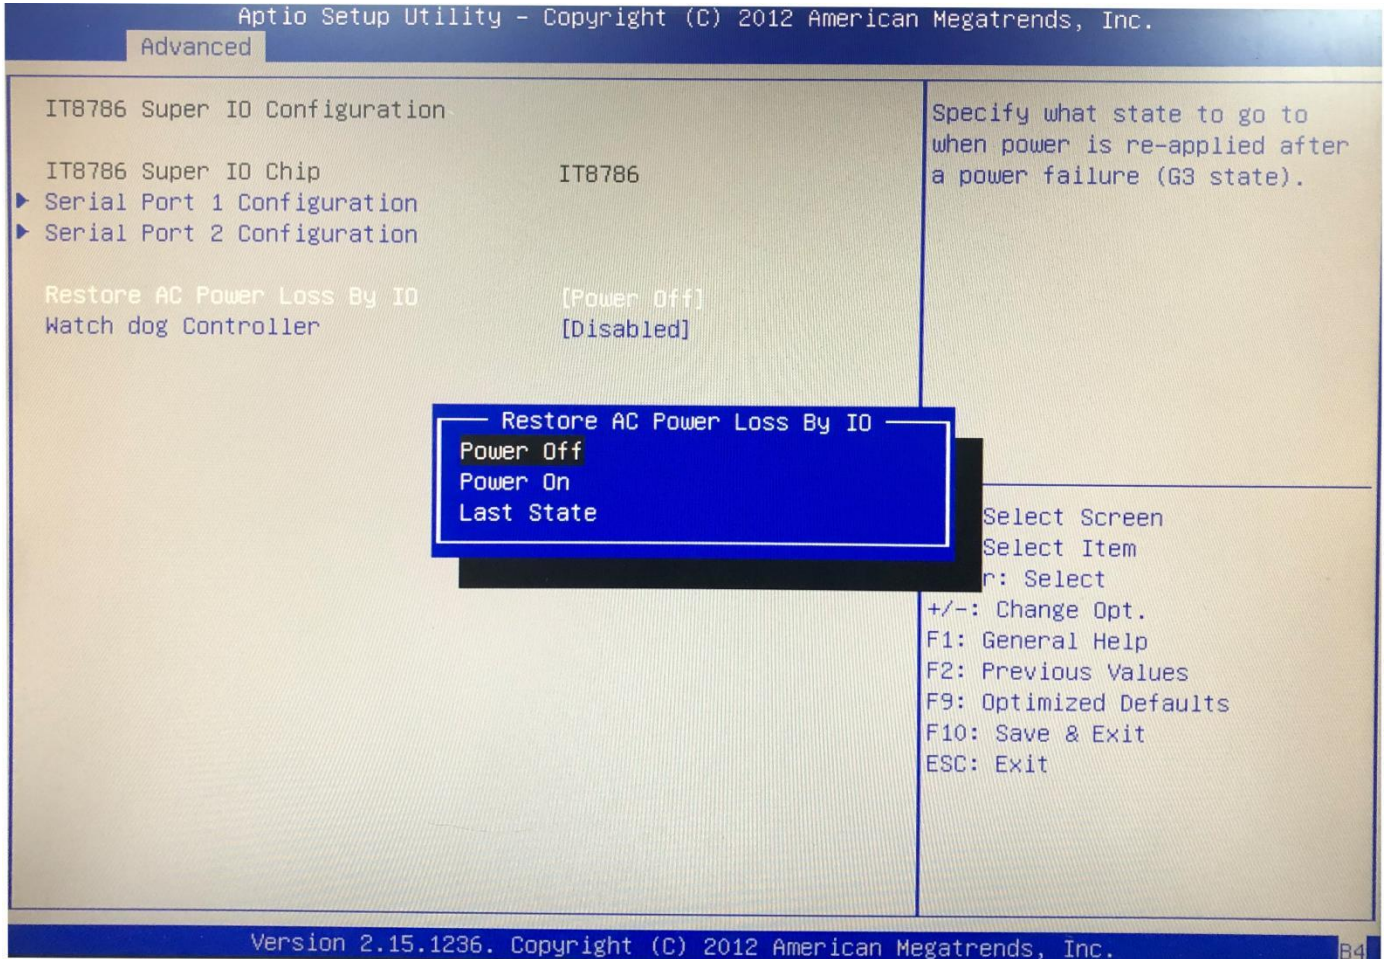 Aptio Setup Utility – Copyright (C) 2012 American Megatrends, Inc.
Advanced
IT8786 Super IO Configuration
IT8786 Super IO Chip IT8786
Serial Port 1 Configuration
Serial Port 2 Configuration
Restore AC Power Loss By IO [Power Off]
Watch dog Controller [Disabled]
Specify what state to go to
when power is re-applied after
a power failure (G3 state).
Restore AC Power Loss By IO
Power Off
Power On
Last State
Select Screen
Select Item
r: Select
+/-: Change Opt.
F1: General Help
F2: Previous Values
F9: Optimized Defaults
F10: Save & Exit
ESC: Exit
Version 2.15.1236. Copyright (C) 2012 American Megatrends, Inc.
B4